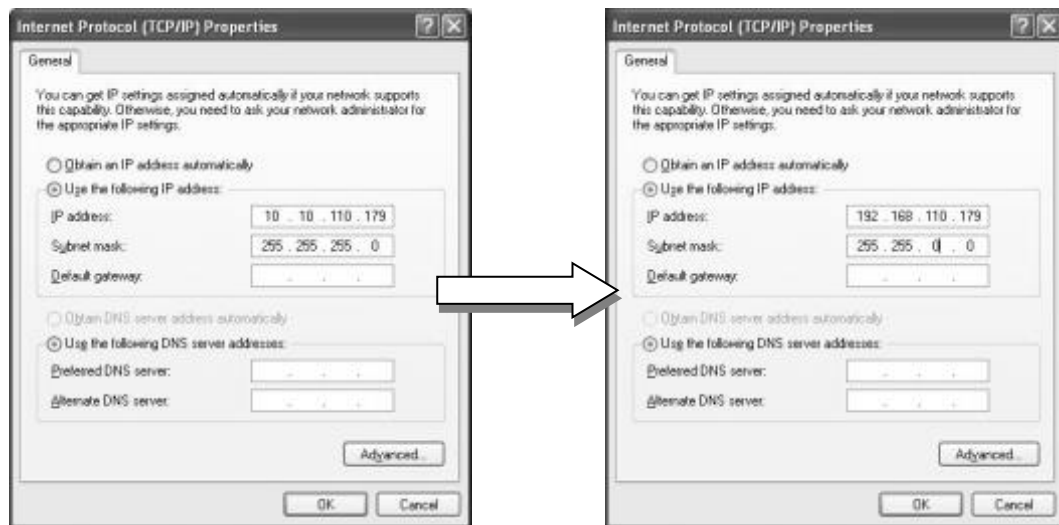 Internet Protocol (TCP/IP) Properties
General
You can get IP settings assigned automatically if your network supports
this capability. Otherwise, you need to ask your network administrator for
the appropriate IP settings.
Obtain an IP address automatically
Use the following IP address:
IP address: 10 . 10 . 110 . 179
Subnet mask: 255 . 255 . 255 . 0
Default gateway: . . .
Obtain DNS server address automatically
Use the following DNS server addresses:
Preferred DNS server: . . .
Alternate DNS server: . . .
Advanced...
OK Cancel
Internet Protocol (TCP/IP) Properties
General
You can get IP settings assigned automatically if your network supports
this capability. Otherwise, you need to ask your network administrator for
the appropriate IP settings.
Obtain an IP address automatically
Use the following IP address:
IP address: 192 . 168 . 110 . 179
Subnet mask: 255 . 255 . 0 . 0
Default gateway: . . .
Obtain DNS server address automatically
Use the following DNS server addresses:
Preferred DNS server: . . .
Alternate DNS server: . . .
Advanced...
OK Cancel